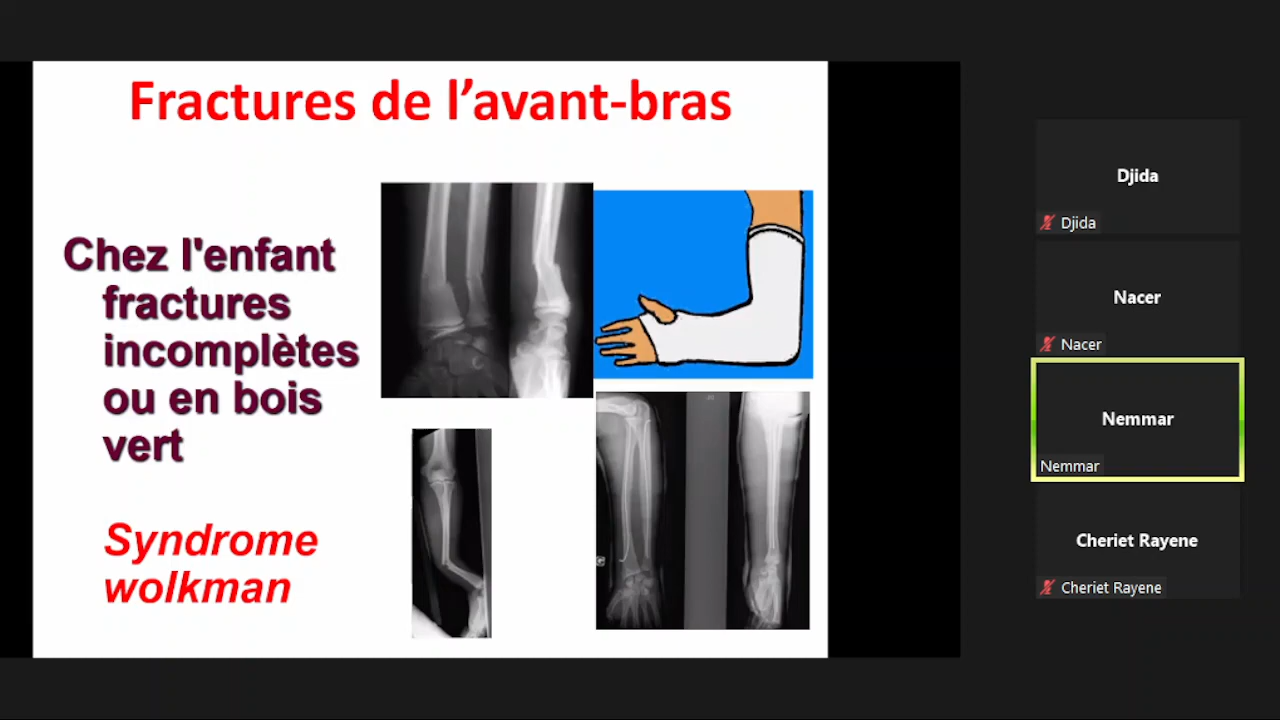 Fractures de l’avant-bras
Chez l'enfant
fractures
incomplètes
ou en bois
vert
Syndrome
wolkman
Djida
Djida
Nacer
Nacer
Nemmar
Nemmar
Cheriet Rayene
Cheriet Rayene